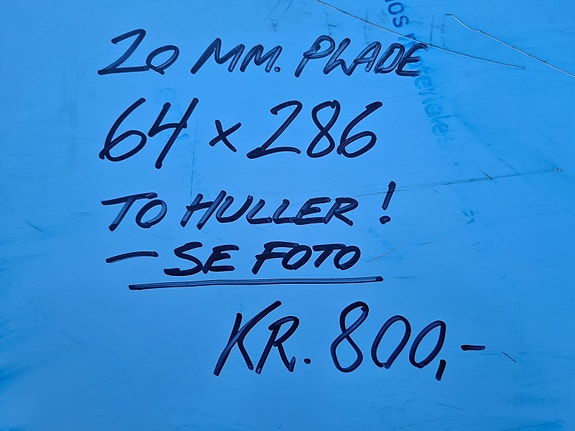 20 MM. PLADE
64 x 286
TO HULLER!
- SE FOTO
KR. 800,-